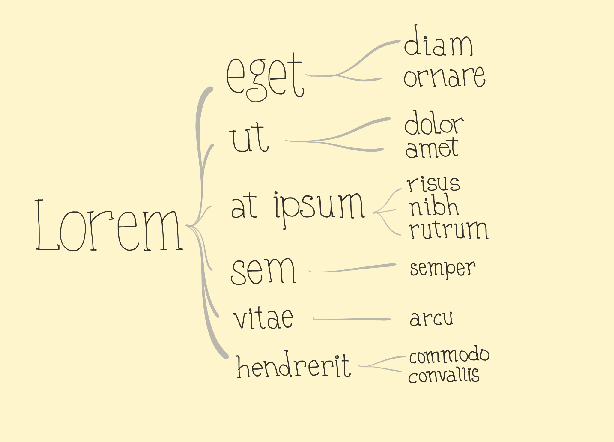 Lorem
eget
diam
ornare
ut
dolor
amet
at ipsum
risus
nibh
rutrum
sem
semper
vitae
arcu
hendrerit
commodo
convallis